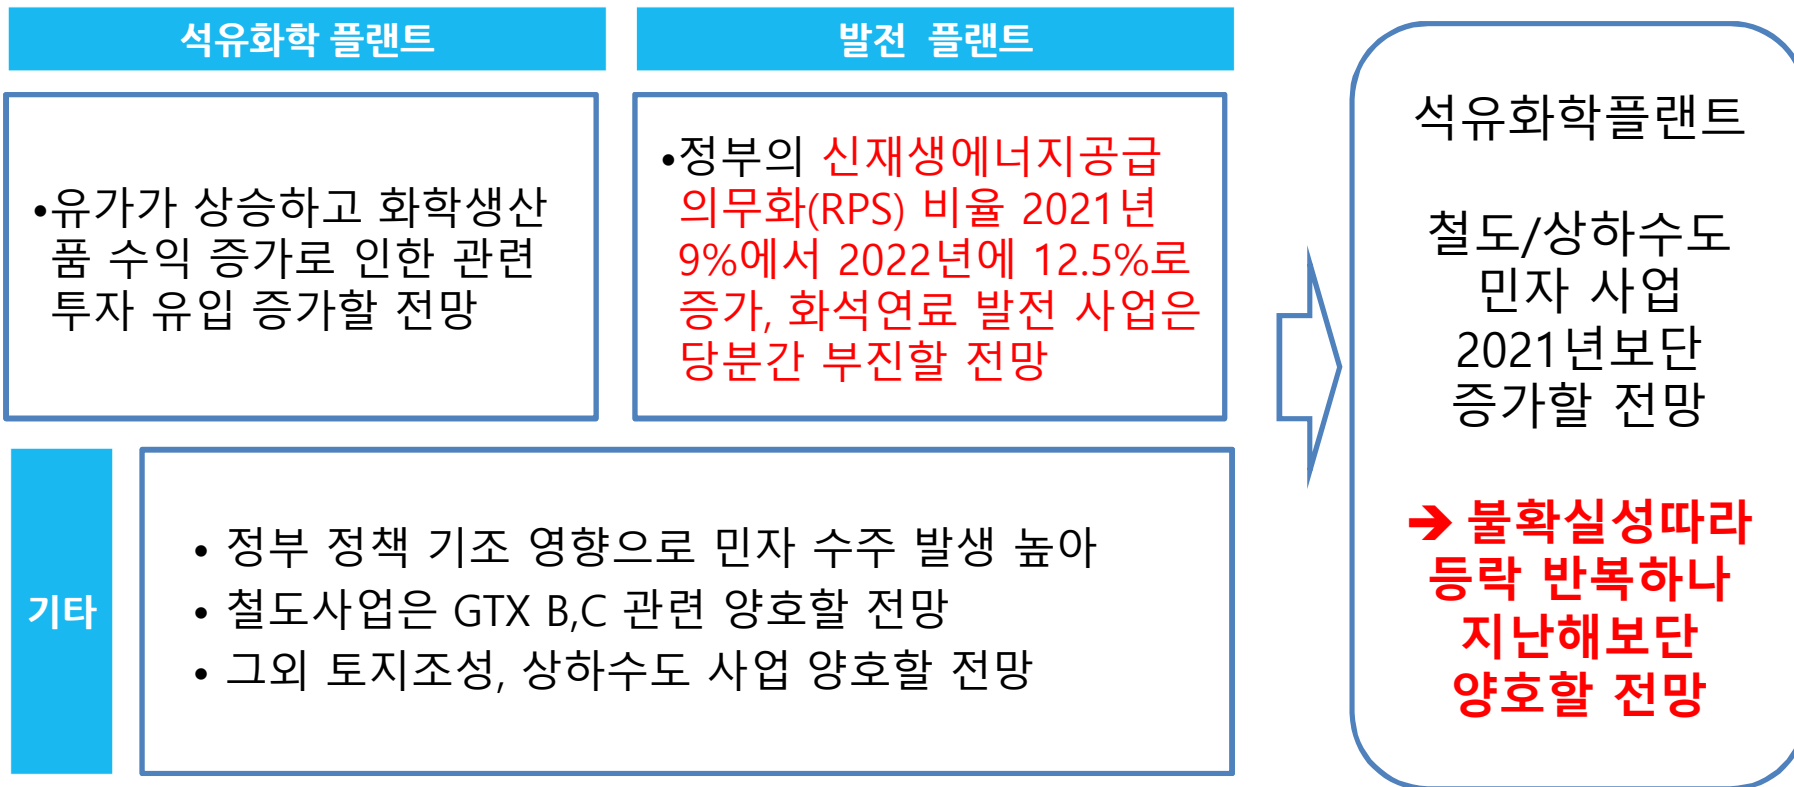 석유화학 플랜트
•유가가 상승하고 화학생산
품 수익 증가로 인한 관련
투자 유입 증가할 전망
발전 플랜트
•정부의 신재생에너지공급
의무화(RPS) 비율 2021년
9%에서 2022년에 12.5%로
증가, 화석연료 발전 사업은
당분간 부진할 전망
기타
• 정부 정책 기조 영향으로 민자 수주 발생 높아
• 철도사업은 GTX B,C 관련 양호할 전망
• 그외 토지조성, 상하수도 사업 양호할 전망
석유화학플랜트
철도/상하수도
민자 사업
2021년보단
증가할 전망
➔ 불확실성따라
등락 반복하나
지난해보단
양호할 전망